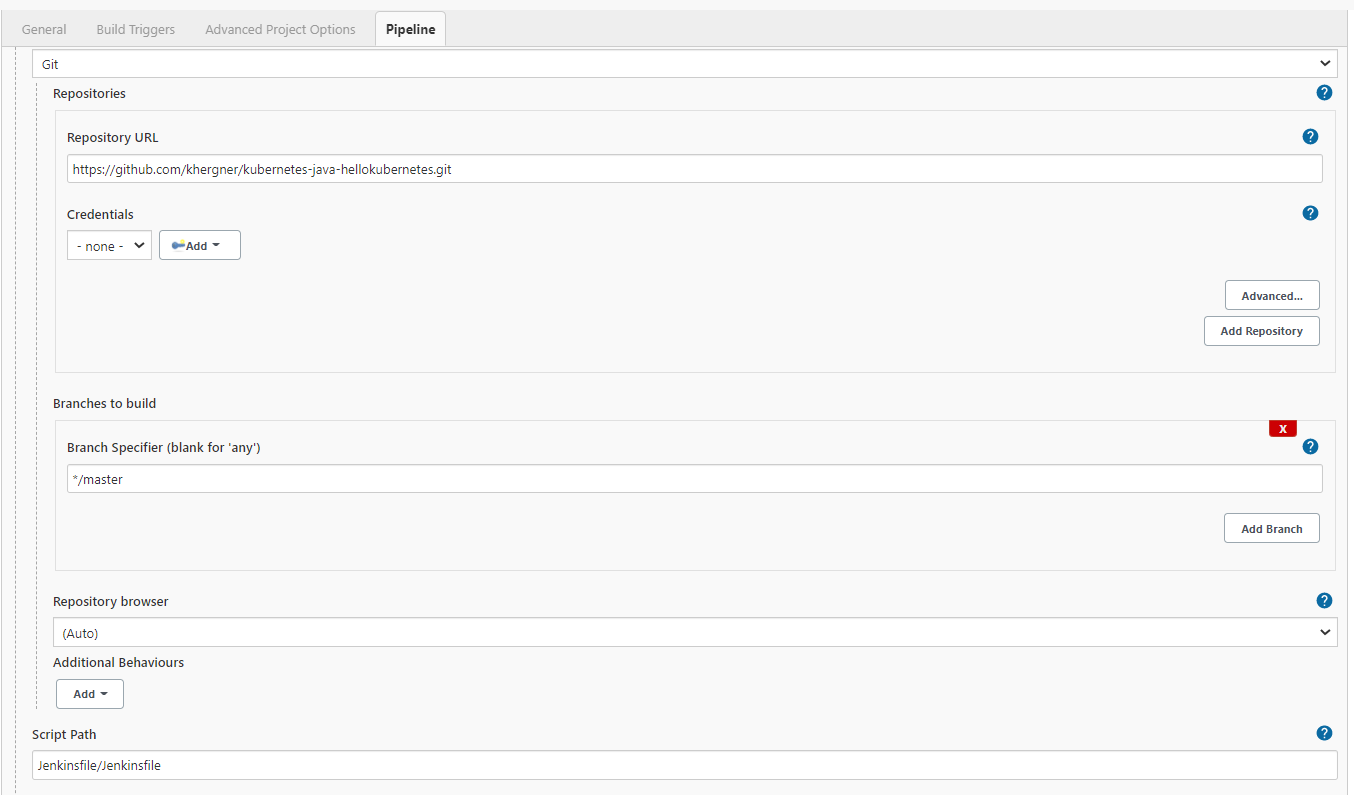 General Build Triggers Advanced Project Options Pipeline
Git
Repositories ?
Repository URL ?
https://github.com/khergner/kubernetes-java-hellokubernetes.git
Credentials ?
- none - Add
Advanced...
Add Repository
Branches to build
X
Branch Specifier (blank for 'any') ?
*/master
Add Branch
Repository browser ?
(Auto)
Additional Behaviours
Add
Script Path ?
Jenkinsfile/Jenkinsfile